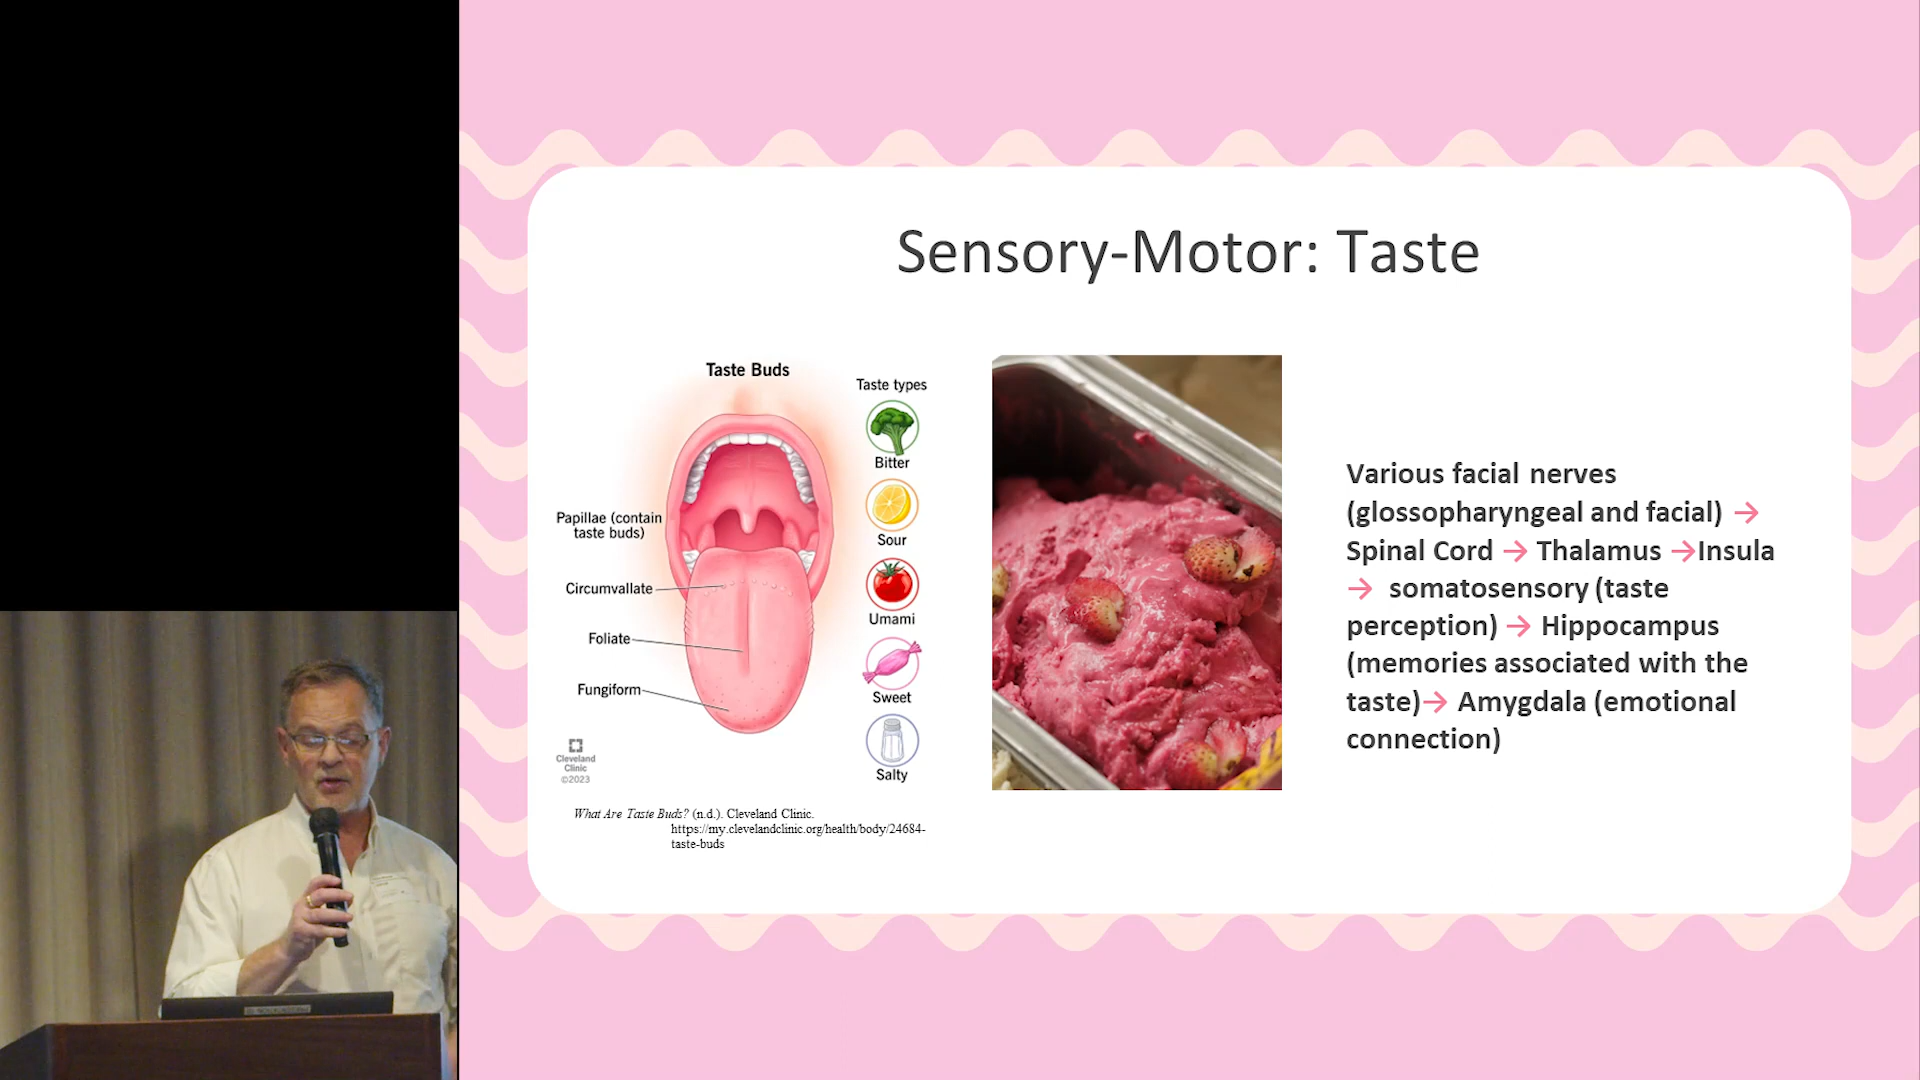 Sensory-Motor: Taste
Taste Buds
Taste types
Bitter
Sour
Umami
Sweet
Salty
Papillae (contain
taste buds)
Circumvallate
Foliate
Fungiform
Cleveland
Clinic
©2023
What Are Taste Buds? (n.d.). Cleveland Clinic.
https://my.clevelandclinic.org/health/body/24684-
taste-buds
Various facial nerves
(glossopharyngeal and facial) →
Spinal Cord → Thalamus →Insula
→ somatosensory (taste
perception) → Hippocampus
(memories associated with the
taste)→ Amygdala (emotional
connection)